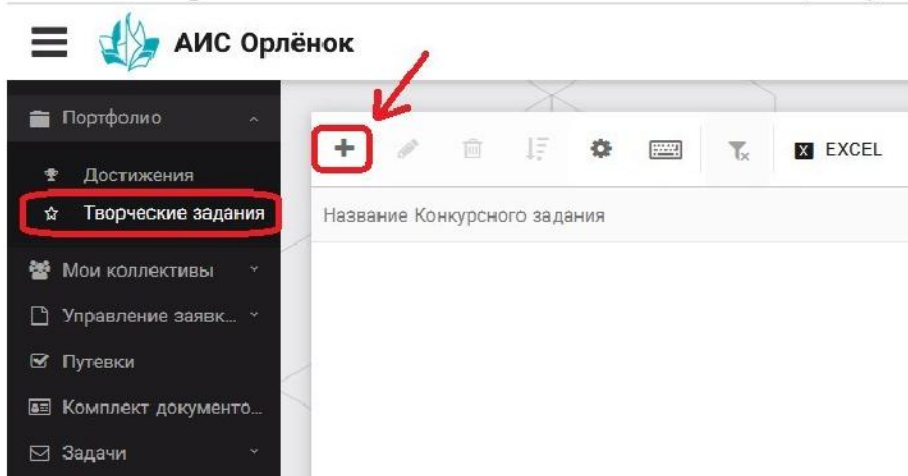 АИС Орлёнок
Портфолио
Достижения
Творческие задания
Мои коллективы
Управление заявк...
Путевки
Комплект документо...
Задачи
X EXCEL
Название Конкурсного задания